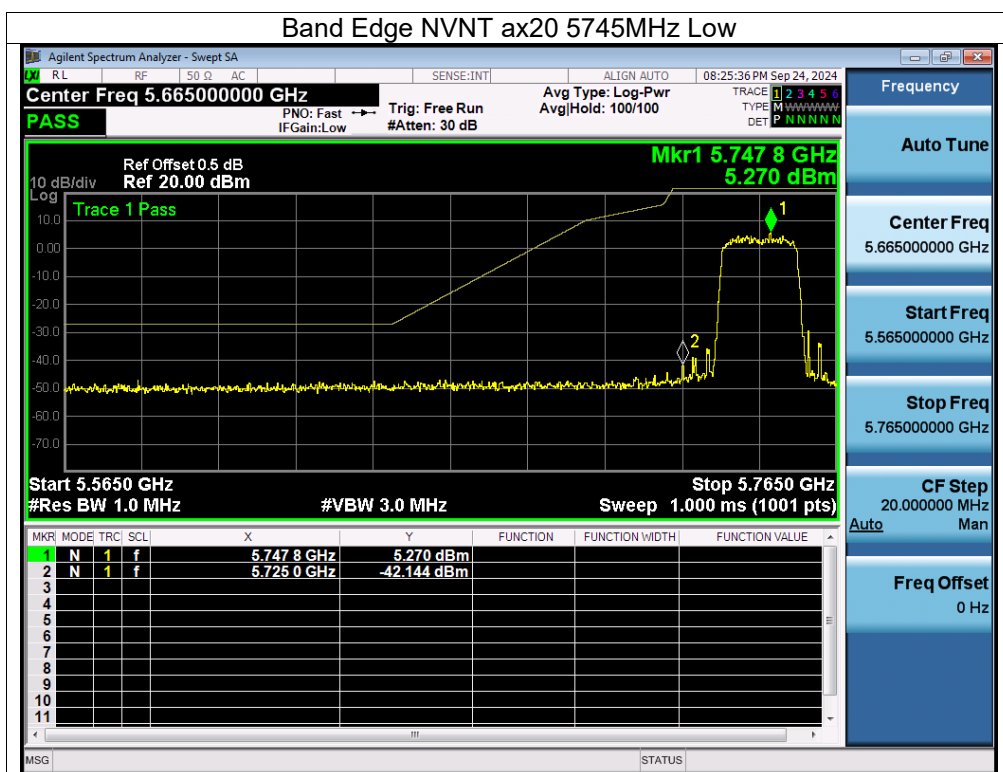 Band Edge NVNT ax20 5745MHz Low
Agilent Spectrum Analyzer - Swept SA
LXI RL RF 50 Ω AC SENSE:INT ALIGN AUTO 08:25:36 PM Sep 24, 2024
Center Freq 5.665000000 GHz
PASS
PNO: Fast
IFGain:Low
Trig: Free Run
#Atten: 30 dB
Avg Type: Log-Pwr
Avg|Hold: 100/100
TRACE 1 2 3 4 5 6
TYPE M WWWWW
DET P N N N N N
Ref Offset 0.5 dB
Ref 20.00 dBm
10 dB/div
Log
Mkr1 5.747 8 GHz
5.270 dBm
Trace 1 Pass
10.0
0.00
-10.0
-20.0
-30.0
-40.0
-50.0
-60.0
-70.0
1
2
Start 5.5650 GHz
Stop 5.7650 GHz
#Res BW 1.0 MHz
#VBW 3.0 MHz
Sweep 1.000 ms (1001 pts)
MKR MODE TRC SCL X Y FUNCTION FUNCTION WIDTH FUNCTION VALUE
1 N 1 f 5.747 8 GHz 5.270 dBm
2 N 1 f 5.725 0 GHz -42.144 dBm
3
4
5
6
7
8
9
10
11
MSG
STATUS
Frequency
Auto Tune
Center Freq
5.665000000 GHz
Start Freq
5.565000000 GHz
Stop Freq
5.765000000 GHz
CF Step
20.000000 MHz
Auto Man
Freq Offset
0 Hz